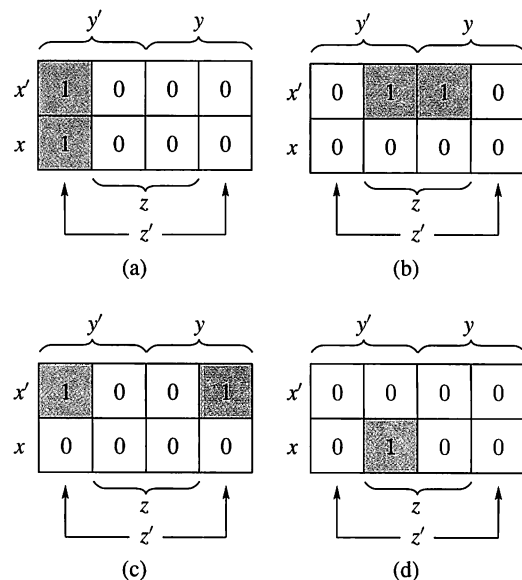 y′ y
x′ 1 0 0 0
x 1 0 0 0
z
z′
(a)
y′ y
x′ 0 1 1 0
x 0 0 0 0
z
z′
(b)
y′ y
x′ 1 0 0 1
x 0 0 0 0
z
z′
(c)
y′ y
x′ 0 0 0 0
x 0 1 0 0
z
z′
(d)